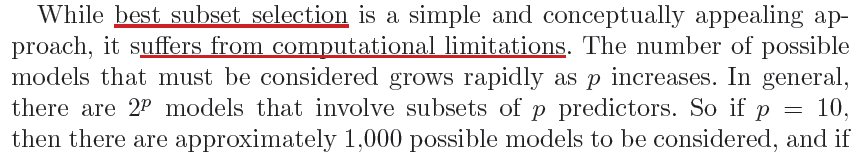 While best subset selection is a simple and conceptually appealing ap-
proach, it suffers from computational limitations. The number of possible
models that must be considered grows rapidly as p increases. In general,
there are 2^p models that involve subsets of p predictors. So if p = 10,
then there are approximately 1,000 possible models to be considered, and if